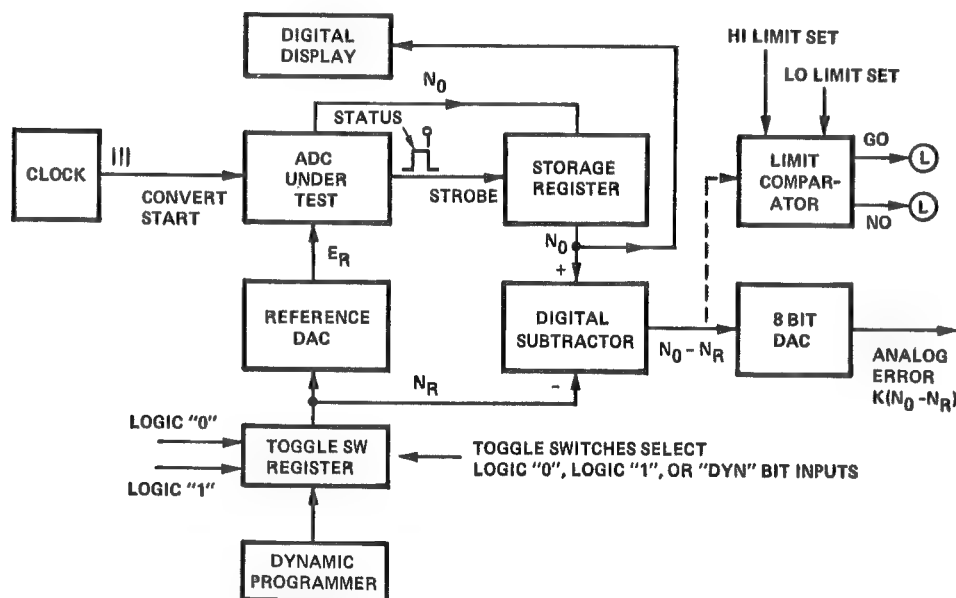 DIGITAL
DISPLAY
HI LIMIT SET
LO LIMIT SET
N0
STATUS
CLOCK
CONVERT
START
ADC
UNDER
TEST
STROBE
STORAGE
REGISTER
LIMIT
COMPAR-
ATOR
GO
L
NO
L
ER
N0
+
REFERENCE
DAC
DIGITAL
SUBTRACTOR
N0 – NR
8 BIT
DAC
ANALOG
ERROR
K(N0 –NR)
NR
–
LOGIC "0"
LOGIC "1"
TOGGLE SW
REGISTER
TOGGLE SWITCHES SELECT
LOGIC "0", LOGIC "1", OR "DYN" BIT INPUTS
DYNAMIC
PROGRAMMER